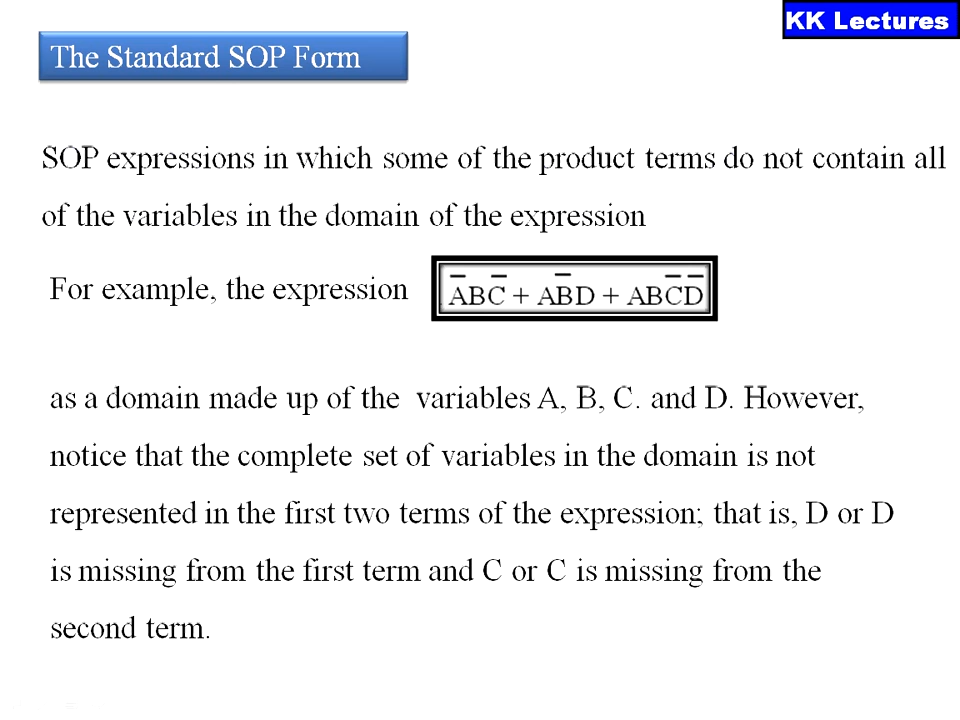 KK Lectures
The Standard SOP Form
SOP expressions in which some of the product terms do not contain all
of the variables in the domain of the expression
For example, the expression A̅BC̅ + AB̅D + ABC̅D̅
as a domain made up of the variables A, B, C. and D. However,
notice that the complete set of variables in the domain is not
represented in the first two terms of the expression; that is, D or D
is missing from the first term and C or C is missing from the
second term.